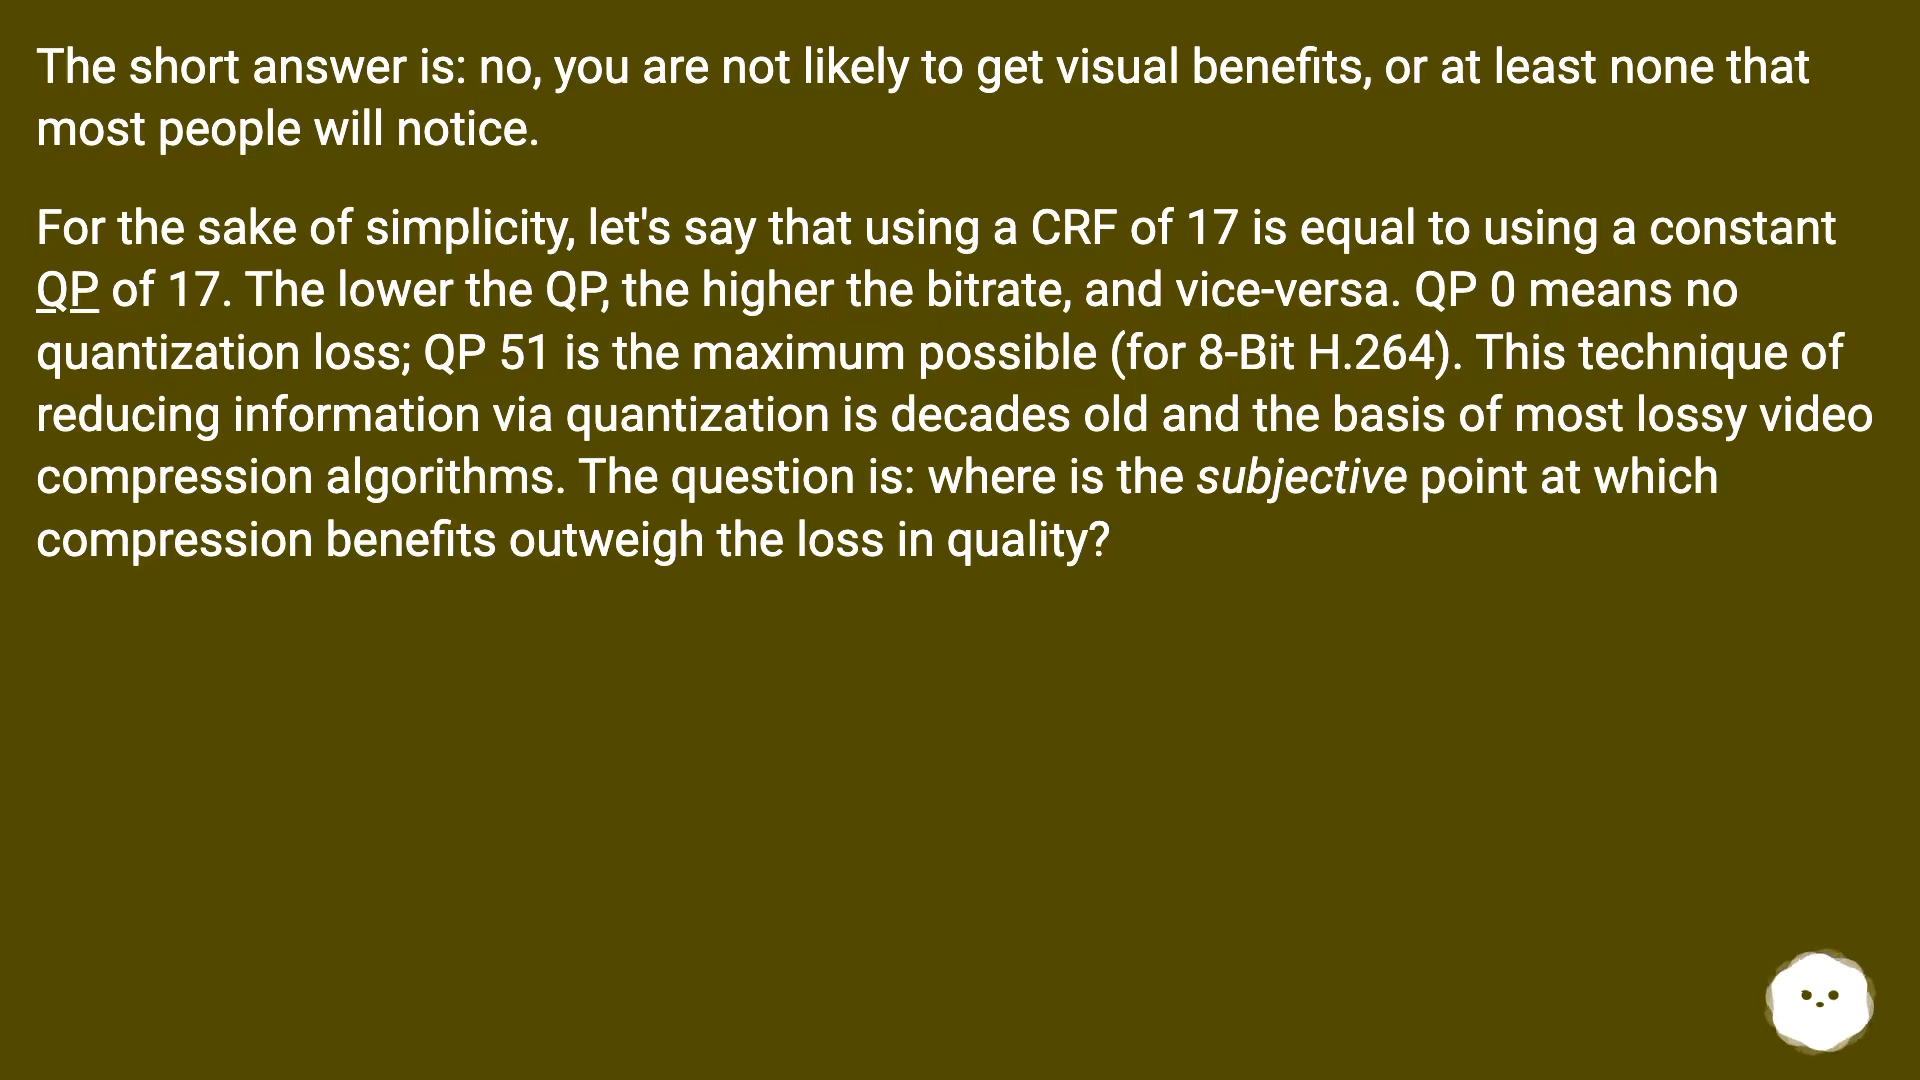 The short answer is: no, you are not likely to get visual benefits, or at least none that
most people will notice.
For the sake of simplicity, let's say that using a CRF of 17 is equal to using a constant
QP of 17. The lower the QP, the higher the bitrate, and vice-versa. QP 0 means no
quantization loss; QP 51 is the maximum possible (for 8-Bit H.264). This technique of
reducing information via quantization is decades old and the basis of most lossy video
compression algorithms. The question is: where is the subjective point at which
compression benefits outweigh the loss in quality?